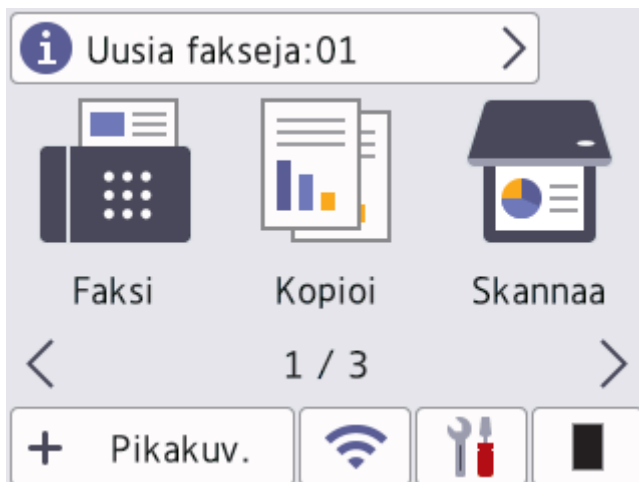 Uusia fakseja:01
Faksi Kopioi Skannaa
1 / 3
+ Pikakuv.